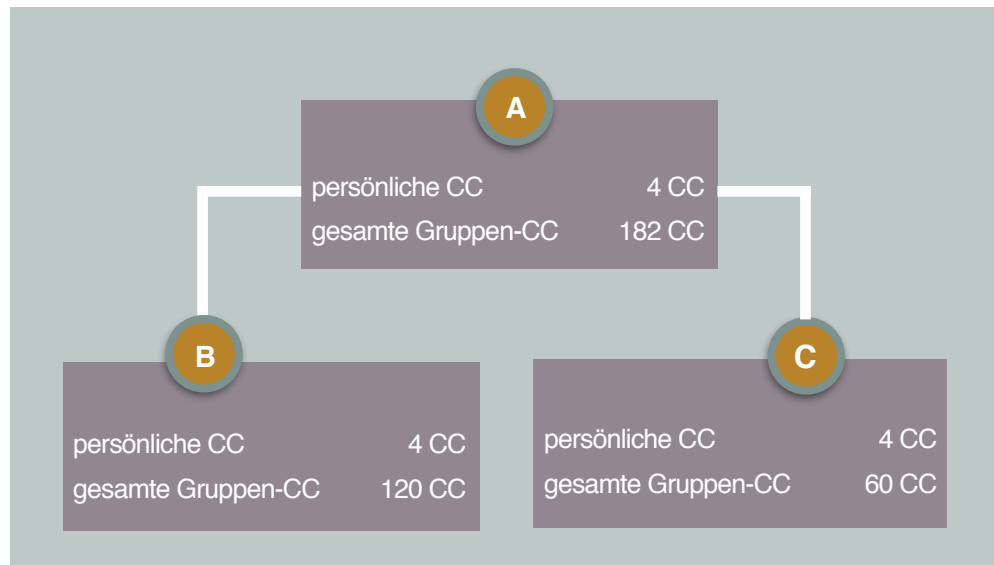 A
persönliche CC 4 CC
gesamte Gruppen-CC 182 CC
B
persönliche CC 4 CC
gesamte Gruppen-CC 120 CC
C
persönliche CC 4 CC
gesamte Gruppen-CC 60 CC